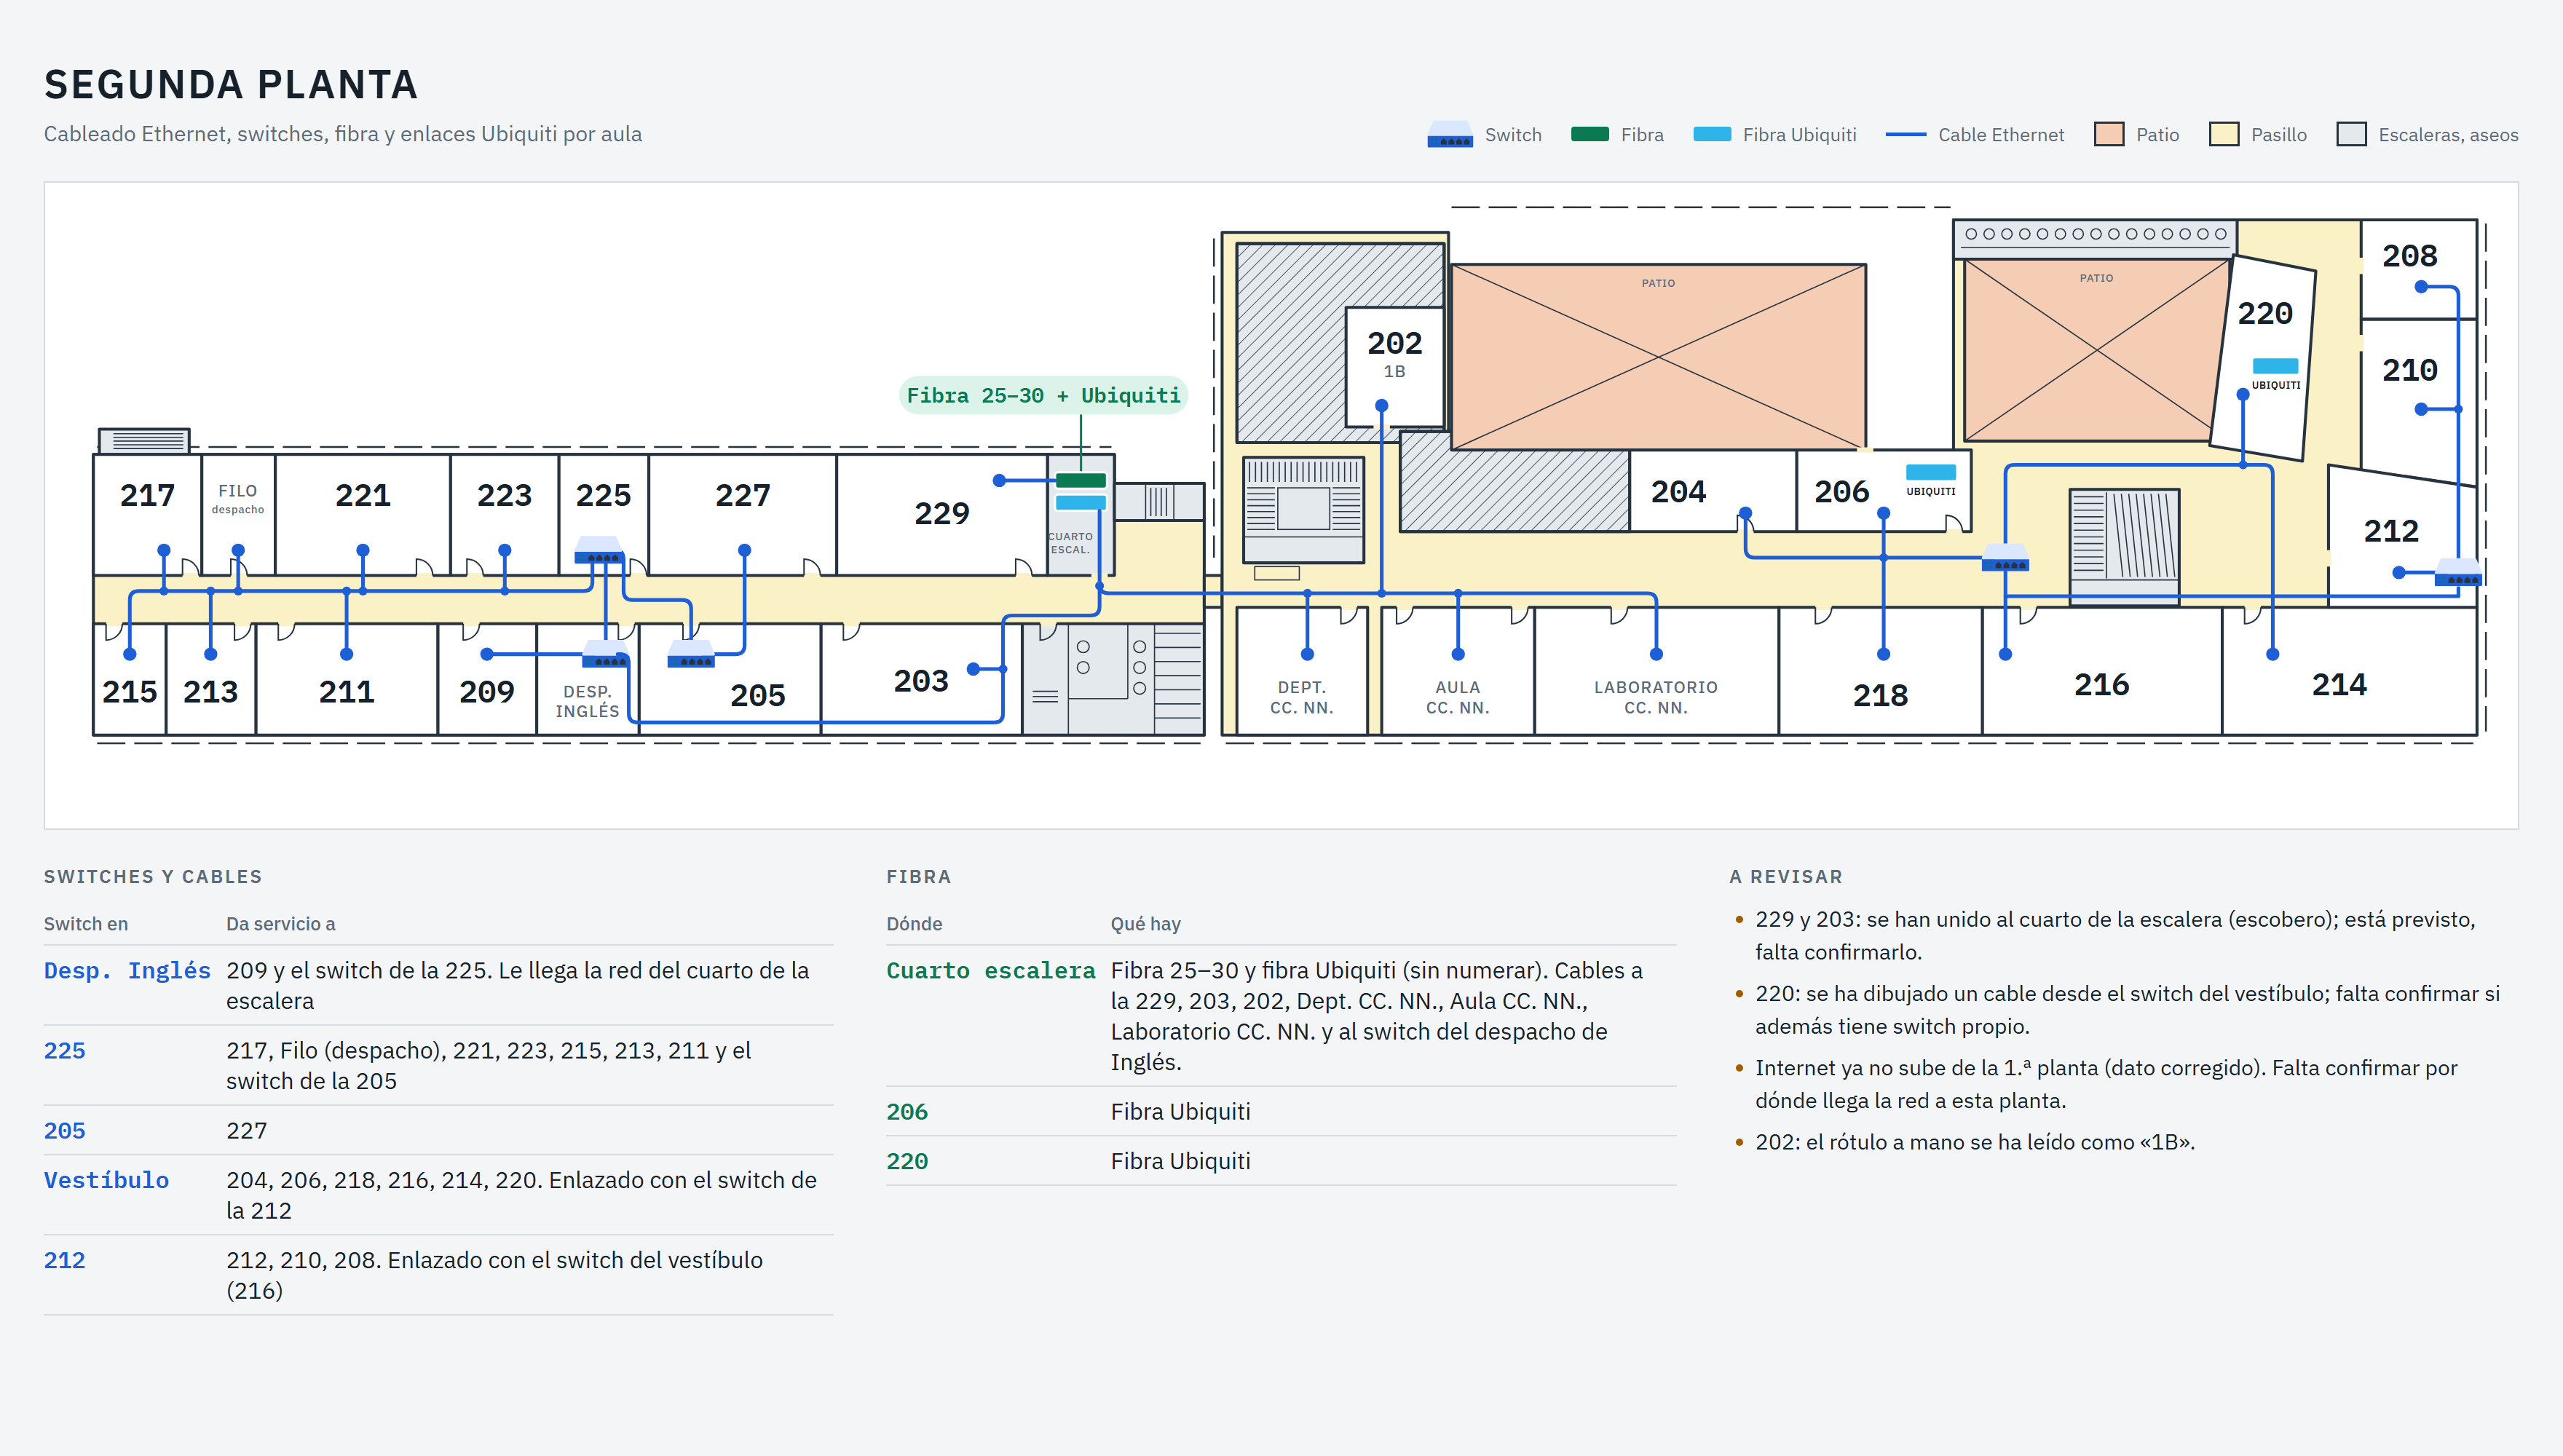 SEGUNDA PLANTA
Cableado Ethernet, switches, fibra y enlaces Ubiquiti por aula
Switch
Fibra
Fibra Ubiquiti
Cable Ethernet
Patio
Pasillo
Escaleras, aseos
PATIO
PATIO
208
220
202
1B
210
UBIQUITI
Fibra 25–30 + Ubiquiti
217
FILO
despacho
221
223
225
227
229
CUARTO
ESCAL.
204
206
UBIQUITI
212
215
213
211
209
DESP.
INGLÉS
205
203
DEPT.
CC. NN.
AULA
CC. NN.
LABORATORIO
CC. NN.
218
216
214
SWITCHES Y CABLES
Switch en
Da servicio a
Desp. Inglés
209 y el switch de la 225. Le llega la red del cuarto de la
escalera
225
217, Filo (despacho), 221, 223, 215, 213, 211 y el
switch de la 205
205
227
Vestíbulo
204, 206, 218, 216, 214, 220. Enlazado con el switch de
la 212
212
212, 210, 208. Enlazado con el switch del vestíbulo
(216)
FIBRA
Dónde
Qué hay
Cuarto escalera
Fibra 25–30 y fibra Ubiquiti (sin numerar). Cables a
la 229, 203, 202, Dept. CC. NN., Aula CC. NN.,
Laboratorio CC. NN. y al switch del despacho de
Inglés.
206
Fibra Ubiquiti
220
Fibra Ubiquiti
A REVISAR
229 y 203: se han unido al cuarto de la escalera (escobero); está previsto,
falta confirmarlo.
220: se ha dibujado un cable desde el switch del vestíbulo; falta confirmar si
además tiene switch propio.
Internet ya no sube de la 1.ª planta (dato corregido). Falta confirmar por
dónde llega la red a esta planta.
202: el rótulo a mano se ha leído como «1B».